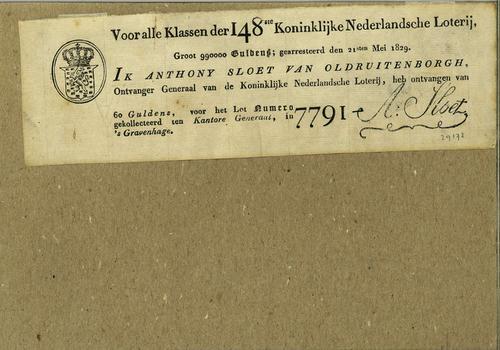 Voor alle Klassen der 148ste Koninklijke Nederlandsche Loterij,
Groot 990000 Guldens; gearresteerd den 21sten Mei 1829.
IK ANTHONY SLOET VAN OLDRUITENBORGH,
Ontvanger Generaal van de Koninklijke Nederlandsche Loterij, heb ontvangen van
60 Guldens, voor het Lot Numero
gekollecteerd ten Kantore Generaal, in 7791 A. Sloet
's Gravenhage.
29172